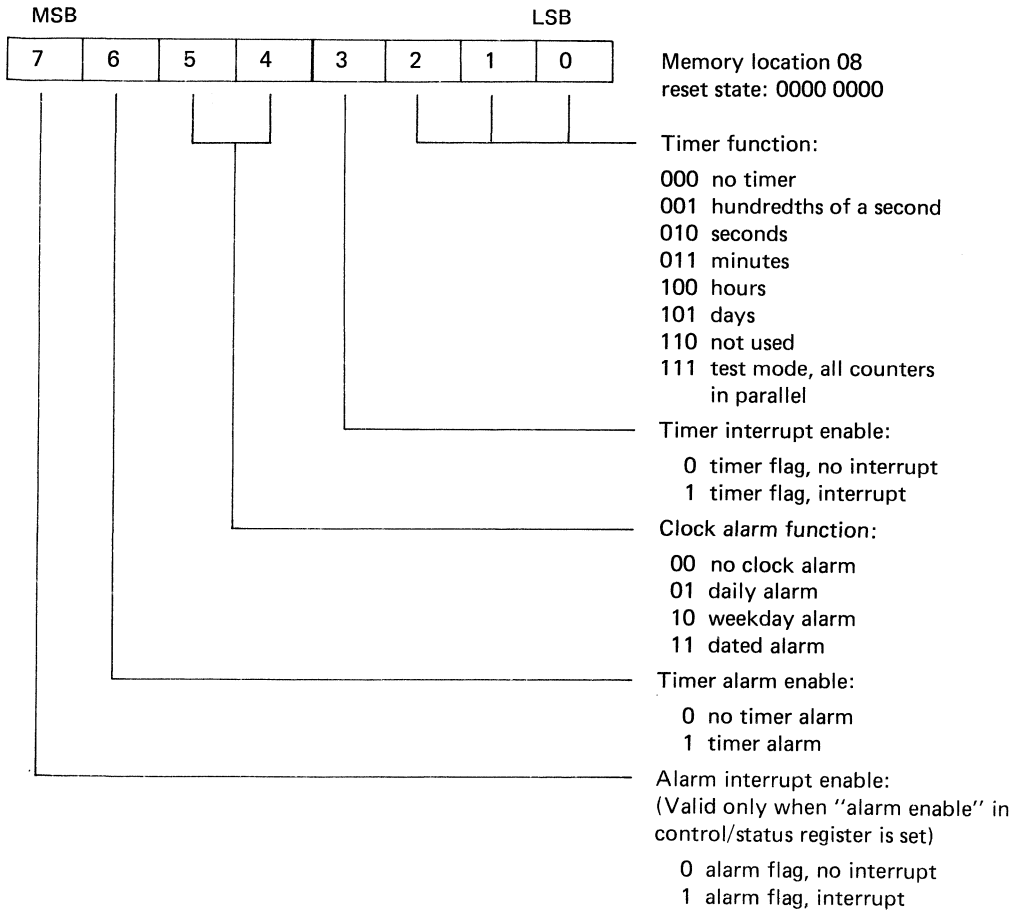 MSB LSB
7 6 5 4 3 2 1 0
Memory location 08
reset state: 0000 0000
Timer function:
000 no timer
001 hundredths of a second
010 seconds
011 minutes
100 hours
101 days
110 not used
111 test mode, all counters
in parallel
Timer interrupt enable:
0 timer flag, no interrupt
1 timer flag, interrupt
Clock alarm function:
00 no clock alarm
01 daily alarm
10 weekday alarm
11 dated alarm
Timer alarm enable:
0 no timer alarm
1 timer alarm
Alarm interrupt enable:
(Valid only when "alarm enable" in
control/status register is set)
0 alarm flag, no interrupt
1 alarm flag, interrupt